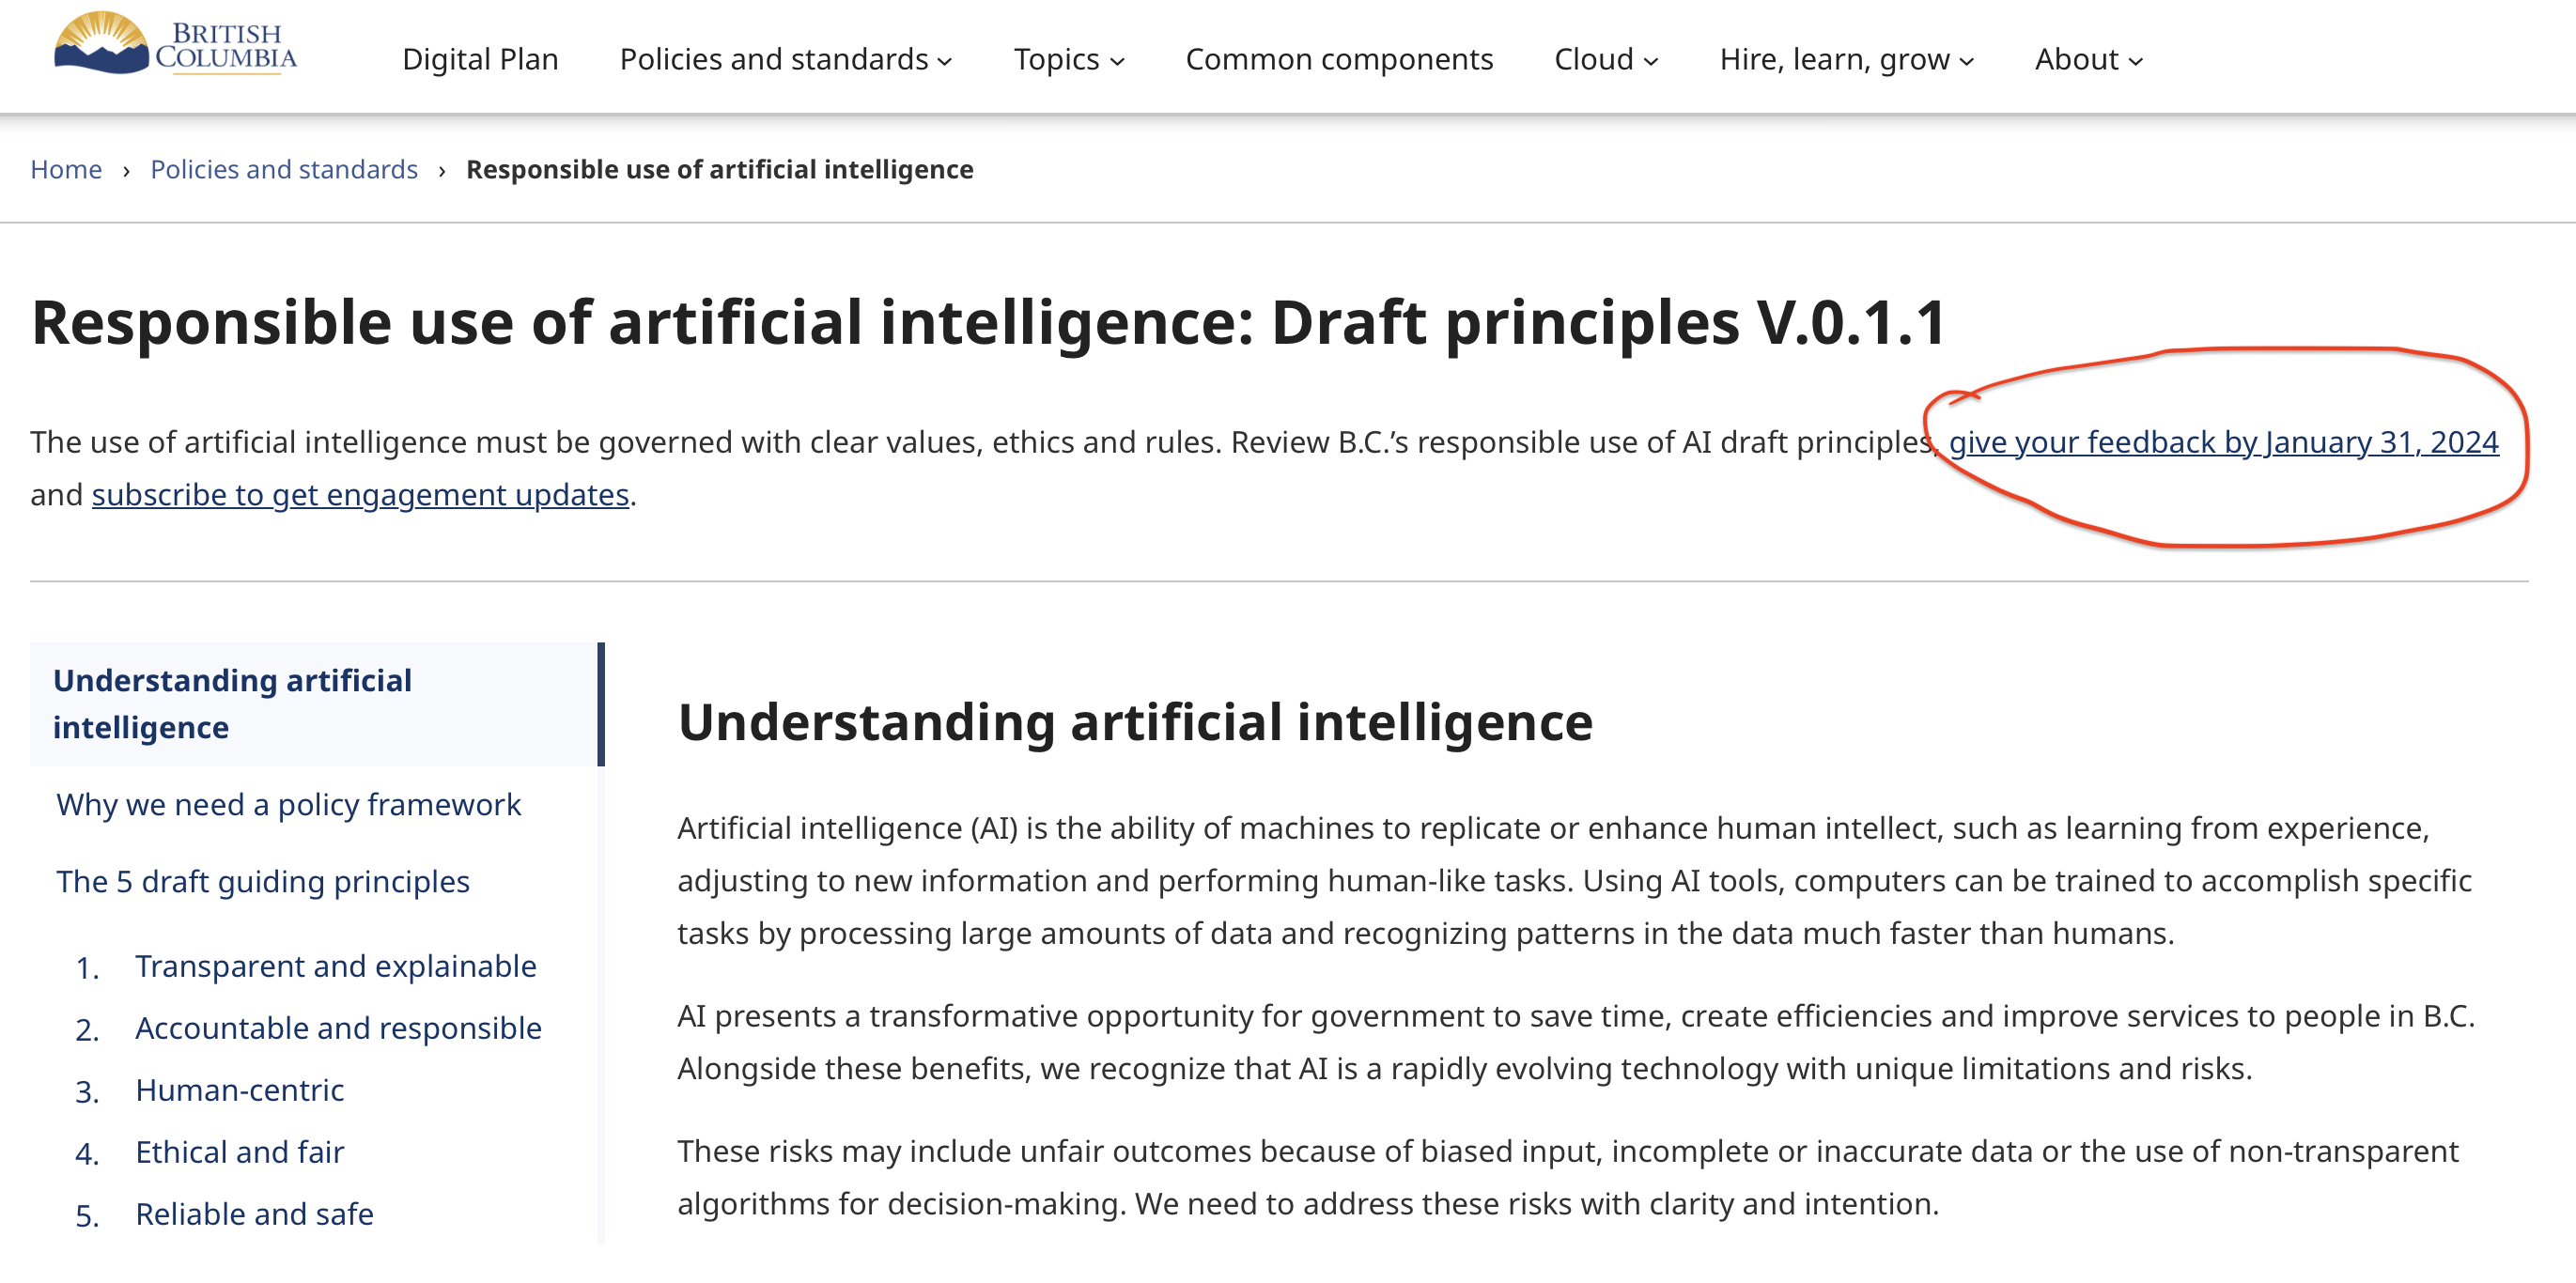 BRITISH
COLUMBIA
Digital Plan Policies and standards Topics Common components Cloud Hire, learn, grow About
Home › Policies and standards › Responsible use of artificial intelligence
Responsible use of artificial intelligence: Draft principles V.0.1.1
The use of artificial intelligence must be governed with clear values, ethics and rules. Review B.C.’s responsible use of AI draft principles, give your feedback by January 31, 2024
and subscribe to get engagement updates.
Understanding artificial
intelligence
Why we need a policy framework
The 5 draft guiding principles
1. Transparent and explainable
2. Accountable and responsible
3. Human-centric
4. Ethical and fair
5. Reliable and safe
Understanding artificial intelligence
Artificial intelligence (AI) is the ability of machines to replicate or enhance human intellect, such as learning from experience,
adjusting to new information and performing human-like tasks. Using AI tools, computers can be trained to accomplish specific
tasks by processing large amounts of data and recognizing patterns in the data much faster than humans.
AI presents a transformative opportunity for government to save time, create efficiencies and improve services to people in B.C.
Alongside these benefits, we recognize that AI is a rapidly evolving technology with unique limitations and risks.
These risks may include unfair outcomes because of biased input, incomplete or inaccurate data or the use of non-transparent
algorithms for decision-making. We need to address these risks with clarity and intention.